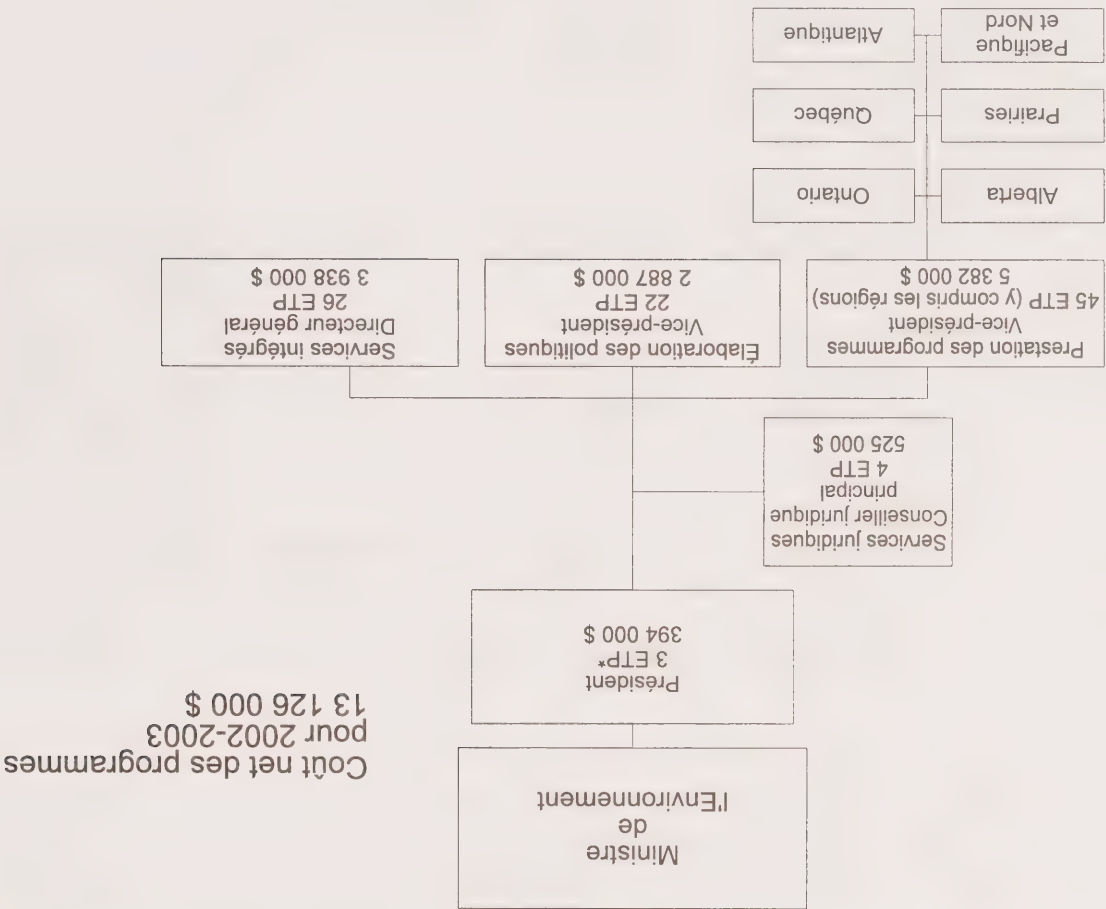 Ministre
de
l'Environnement
Coût net des programmes
pour 2002-2003
13 126 000 $
Président
3 ETP*
394 000 $
Services juridiques
Conseiller juridique
principal
4 ETP
525 000 $
Prestation des programmes
Vice-président
45 ETP (y compris les régions)
5 382 000 $
Élaboration des politiques
Vice-président
22 ETP
2 887 000 $
Services intégrés
Directeur général
26 ETP
3 938 000 $
Alberta
Ontario
Prairies
Québec
Pacifique
et Nord
Atlantique